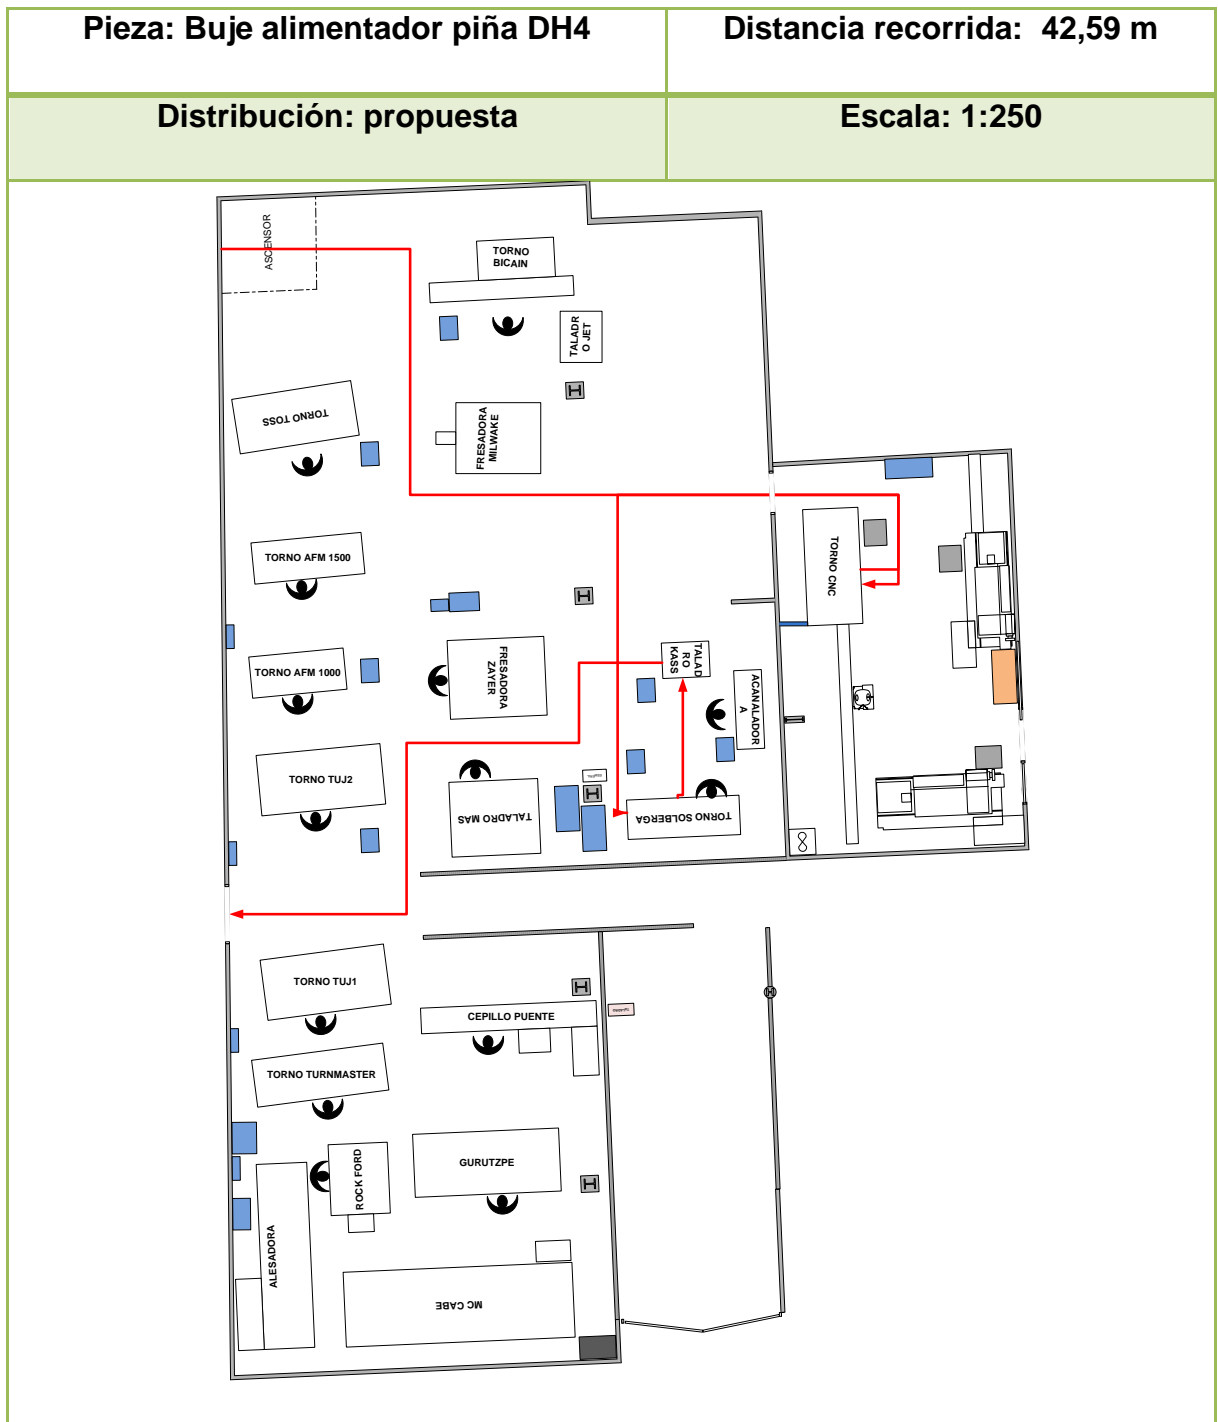 Pieza: Buje alimentador piña DH4
Distancia recorrida: 42,59 m
Distribución: propuesta
Escala: 1:250
ASCENSOR
TORNO
BICAIN
TALADR
O JET
TORNO TOSS
FRESADORA
MILWAKE
TORNO AFM 1500
TORNO CNC
TORNO AFM 1000
FRESADORA
ZAYER
TALAD
RO
KASS
ACANALADOR
A
TORNO TUJ2
TALADRO MAS
TORNO SOLBERGA
TORNO TUJ1
CEPILLO PUENTE
TORNO TURNMASTER
ROCK FORD
GURUTZPE
ALESADORA
MC CABE